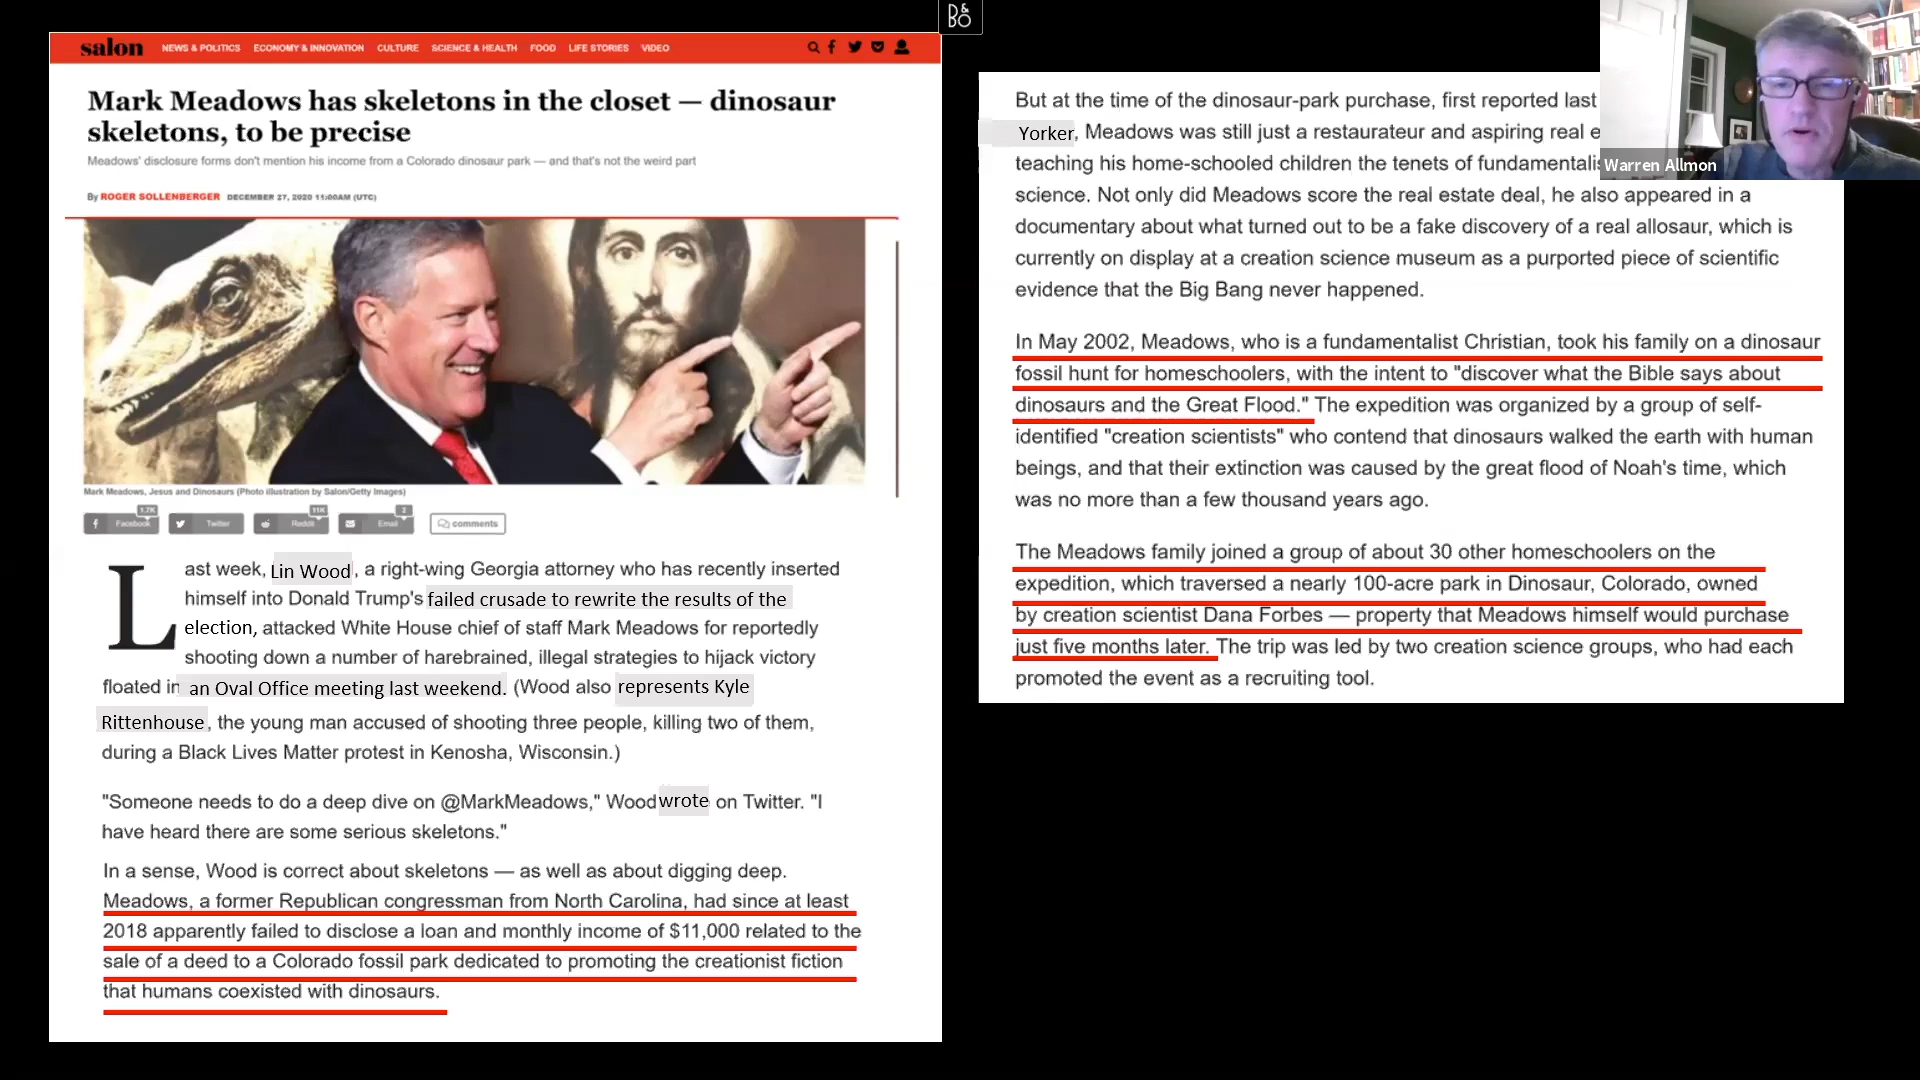 B&O
salon NEWS & POLITICS ECONOMY & INNOVATION CULTURE SCIENCE & HEALTH FOOD LIFE STORIES VIDEO
Mark Meadows has skeletons in the closet — dinosaur
skeletons, to be precise
Meadows' disclosure forms don't mention his income from a Colorado dinosaur park — and that's not the weird part
By ROGER SOLLENBERGER DECEMBER 27, 2020 11:00AM (UTC)
Mark Meadows, Jesus and Dinosaurs (Photo illustration by Salon/Getty Images)
1.7K 11K 2
Facebook Twitter Reddit Email comments
Last week, Lin Wood, a right-wing Georgia attorney who has recently inserted
himself into Donald Trump's failed crusade to rewrite the results of the
election, attacked White House chief of staff Mark Meadows for reportedly
shooting down a number of harebrained, illegal strategies to hijack victory
floated in an Oval Office meeting last weekend. (Wood also represents Kyle
Rittenhouse, the young man accused of shooting three people, killing two of them,
during a Black Lives Matter protest in Kenosha, Wisconsin.)
"Someone needs to do a deep dive on @MarkMeadows," Wood wrote on Twitter. "I
have heard there are some serious skeletons."
In a sense, Wood is correct about skeletons — as well as about digging deep.
Meadows, a former Republican congressman from North Carolina, had since at least
2018 apparently failed to disclose a loan and monthly income of $11,000 related to the
sale of a deed to a Colorado fossil park dedicated to promoting the creationist fiction
that humans coexisted with dinosaurs.
But at the time of the dinosaur-park purchase, first reported last
Yorker, Meadows was still just a restaurateur and aspiring real e
teaching his home-schooled children the tenets of fundamentalis
science. Not only did Meadows score the real estate deal, he also appeared in a
documentary about what turned out to be a fake discovery of a real allosaur, which is
currently on display at a creation science museum as a purported piece of scientific
evidence that the Big Bang never happened.
In May 2002, Meadows, who is a fundamentalist Christian, took his family on a dinosaur
fossil hunt for homeschoolers, with the intent to "discover what the Bible says about
dinosaurs and the Great Flood." The expedition was organized by a group of self-
identified "creation scientists" who contend that dinosaurs walked the earth with human
beings, and that their extinction was caused by the great flood of Noah's time, which
was no more than a few thousand years ago.
The Meadows family joined a group of about 30 other homeschoolers on the
expedition, which traversed a nearly 100-acre park in Dinosaur, Colorado, owned
by creation scientist Dana Forbes — property that Meadows himself would purchase
just five months later. The trip was led by two creation science groups, who had each
promoted the event as a recruiting tool.
Warren Allmon